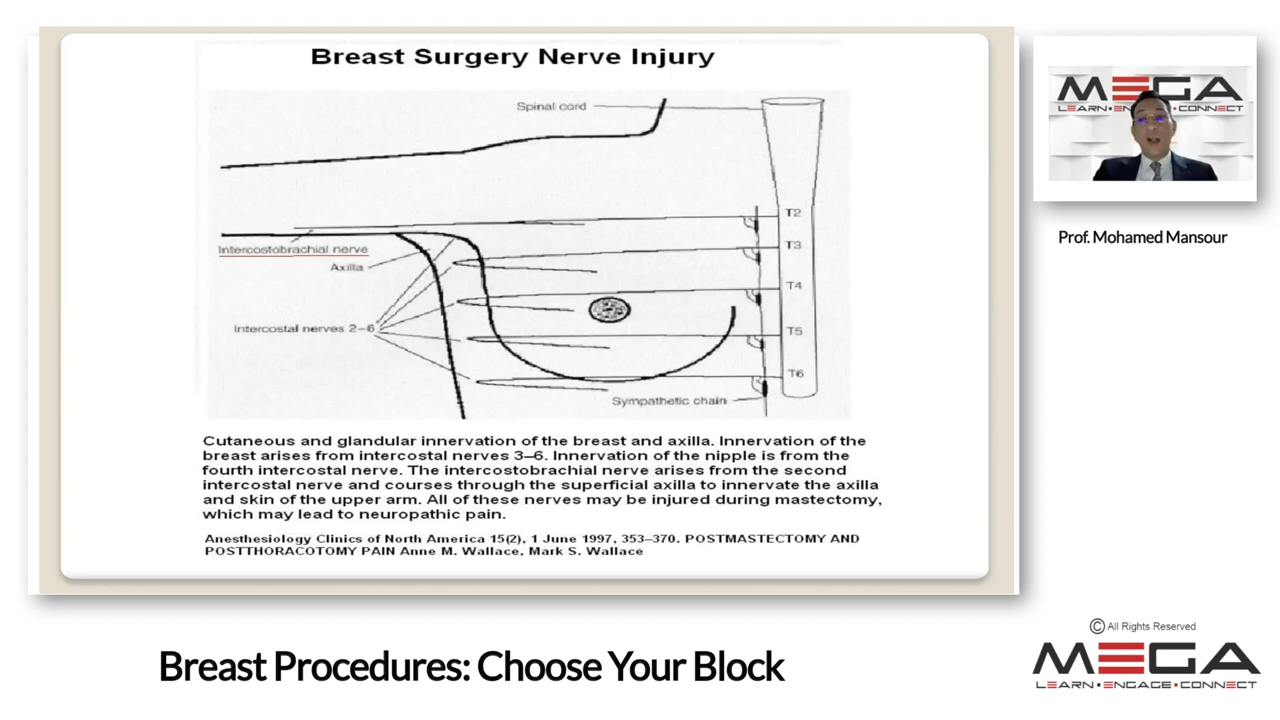 Breast Surgery Nerve Injury
Spinal cord
T2
Intercostobrachial nerve
T3
Axilla
T4
Intercostal nerves 2–6
T5
T6
Sympathetic chain
Cutaneous and glandular innervation of the breast and axilla. Innervation of the
breast arises from intercostal nerves 3–6. Innervation of the nipple is from the
fourth intercostal nerve. The intercostobrachial nerve arises from the second
intercostal nerve and courses through the superficial axilla to innervate the axilla
and skin of the upper arm. All of these nerves may be injured during mastectomy,
which may lead to neuropathic pain.
Anesthesiology Clinics of North America 15(2), 1 June 1997, 353–370. POSTMASTECTOMY AND
POSTTHORACOTOMY PAIN Anne M. Wallace, Mark S. Wallace
MEGA
LEARN•ENGAGE•CONNECT
Prof. Mohamed Mansour
Breast Procedures: Choose Your Block
© All Rights Reserved
MEGA
LEARN•ENGAGE•CONNECT